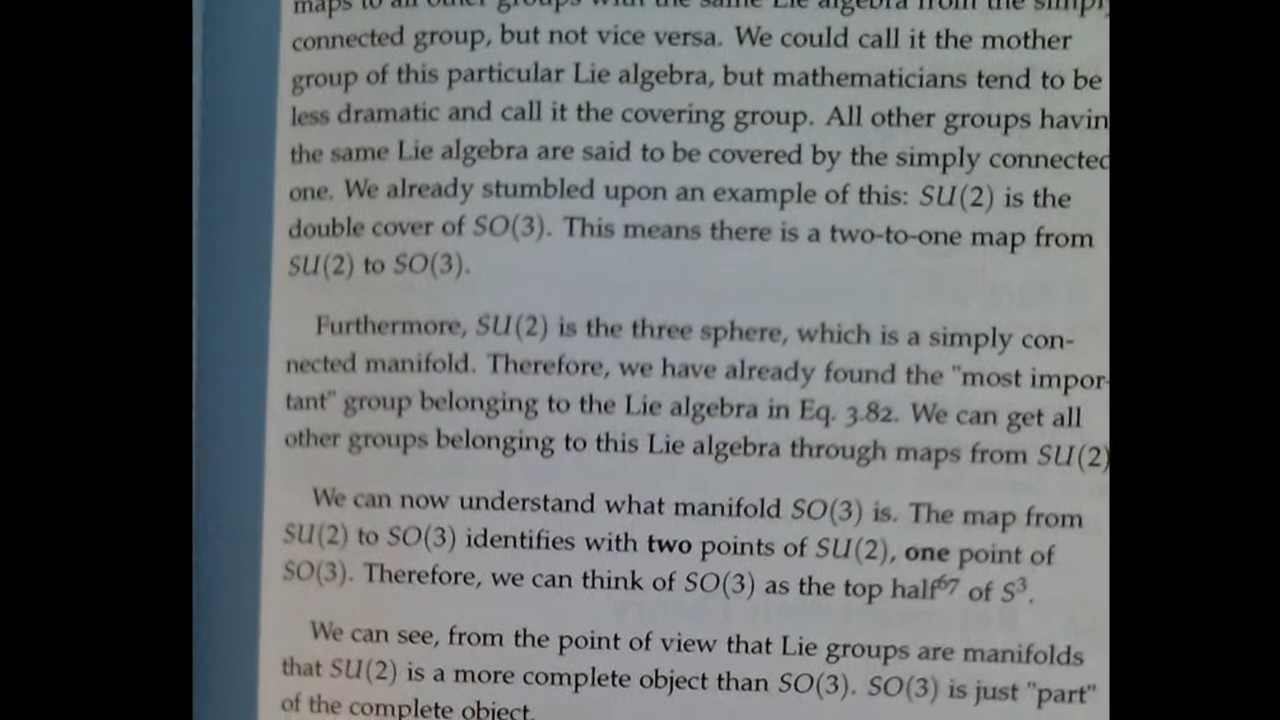 maps to all other groups with the same Lie algebra from the simply
connected group, but not vice versa. We could call it the mother
group of this particular Lie algebra, but mathematicians tend to be
less dramatic and call it the covering group. All other groups havin
the same Lie algebra are said to be covered by the simply connected
one. We already stumbled upon an example of this: SU(2) is the
double cover of SO(3). This means there is a two-to-one map from
SU(2) to SO(3).
Furthermore, SU(2) is the three sphere, which is a simply con-
nected manifold. Therefore, we have already found the "most impor-
tant" group belonging to the Lie algebra in Eq. 3.82. We can get all
other groups belonging to this Lie algebra through maps from SU(2)
We can now understand what manifold SO(3) is. The map from
SU(2) to SO(3) identifies with two points of SU(2), one point of
SO(3). Therefore, we can think of SO(3) as the top half⁶⁷ of S³.
We can see, from the point of view that Lie groups are manifolds
that SU(2) is a more complete object than SO(3). SO(3) is just "part"
of the complete object.